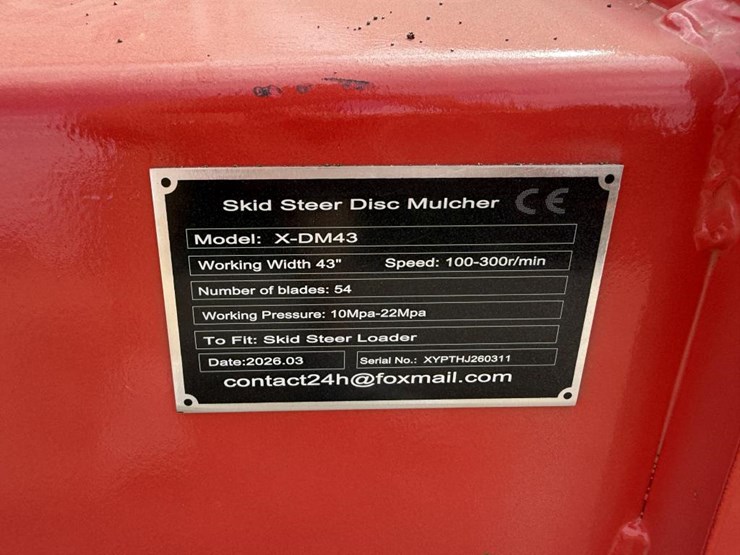 Skid Steer Disc Mulcher CE
Model: X-DM43
Working Width 43" Speed: 100-300r/min
Number of blades: 54
Working Pressure: 10Mpa-22Mpa
To Fit: Skid Steer Loader
Date:2026.03 Serial No.: XYPTHJ260311
contact24h@foxmail.com